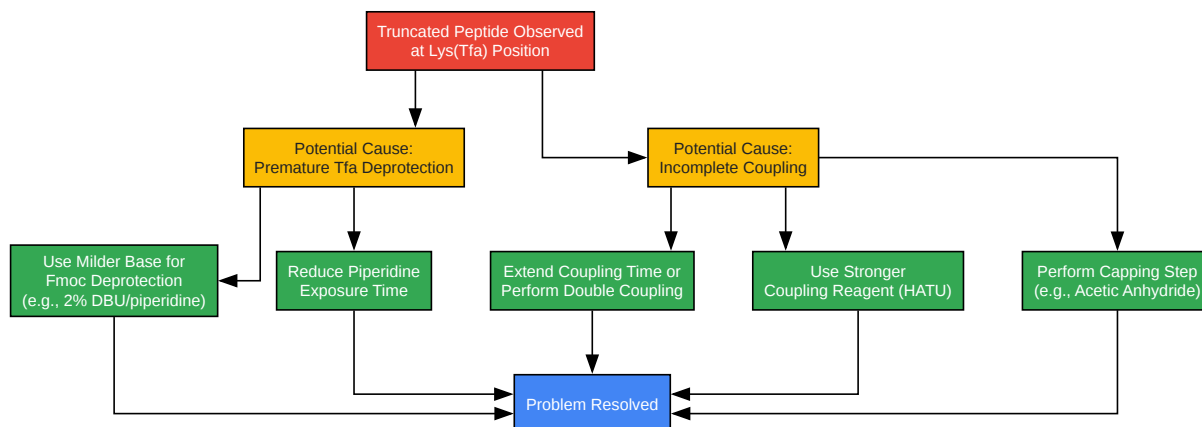 Truncated Peptide Observed
at Lys(Tfa) Position
Potential Cause:
Premature Tfa Deprotection
Potential Cause:
Incomplete Coupling
Use Milder Base for
Fmoc Deprotection
(e.g., 2% DBU/piperidine)
Reduce Piperidine
Exposure Time
Extend Coupling Time or
Perform Double Coupling
Use Stronger
Coupling Reagent (HATU)
Perform Capping Step
(e.g., Acetic Anhydride)
Problem Resolved